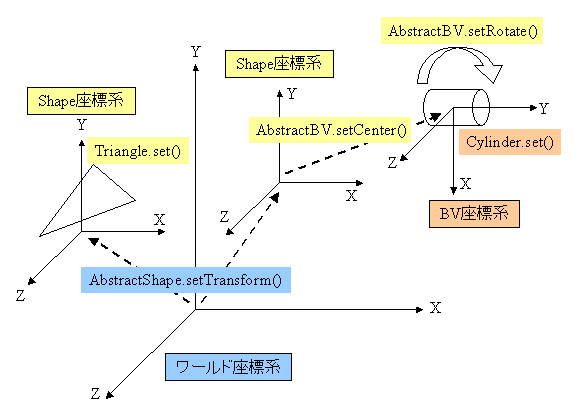 AbstractBV.setRotate()
Y
Shape座標系
Shape座標系
Y
Y
AbstractBV.setCenter()
Y
Triangle.set()
Cylinder.set()
Z
X
X
X
Z
BV座標系
Z
AbstractShape.setTransform()
X
ワールド座標系
Z